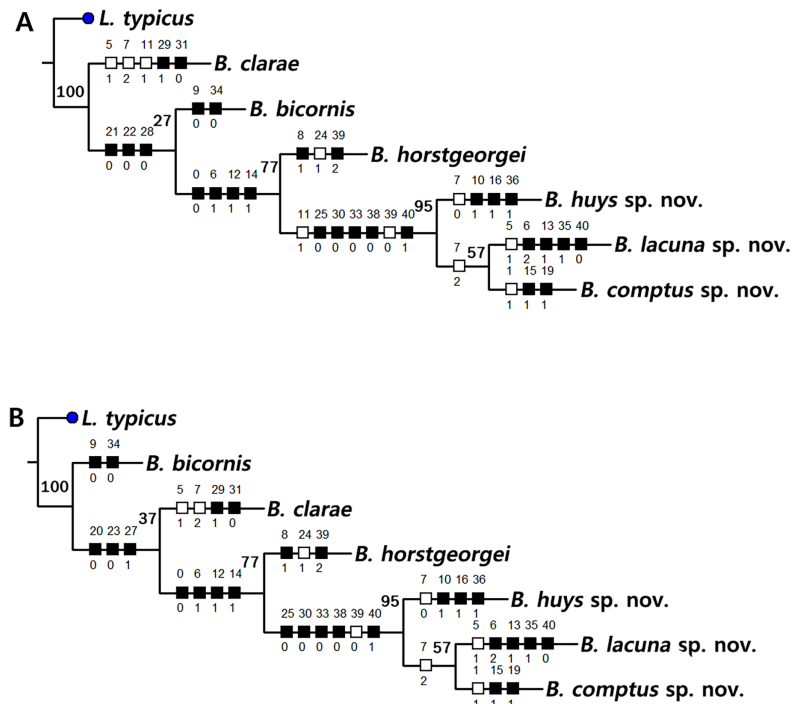 A
L. typicus
5 7 11 29 31
B. clarae
1 2 1 1 0
100
9 34
27
B. bicornis
0 0
21 22 28
0 0 0
8 24 39
77
B. horstgeorgei
1 1 2
0 6 12 14
0 1 1 1
7 10 16 36
95
B. huys sp. nov.
0 1 1 1
11 25 30 33 38 39 40
1 0 0 0 0 0 1
5 6 13 35 40
B. lacuna sp. nov.
1 2 1 1 0
7
57
2
1 15 19
B. comptus sp. nov.
1 1 1
B
L. typicus
9 34
B. bicornis
0 0
100
5 7 29 31
37
B. clarae
1 2 1 0
20 23 27
0 0 1
8 24 39
77
B. horstgeorgei
1 1 2
0 6 12 14
0 1 1 1
7 10 16 36
95
B. huys sp. nov.
0 1 1 1
25 30 33 38 39 40
0 0 0 0 0 1
5 6 13 35 40
B. lacuna sp. nov.
1 2 1 1 0
7
57
2
1 15 19
B. comptus sp. nov.
1 1 1